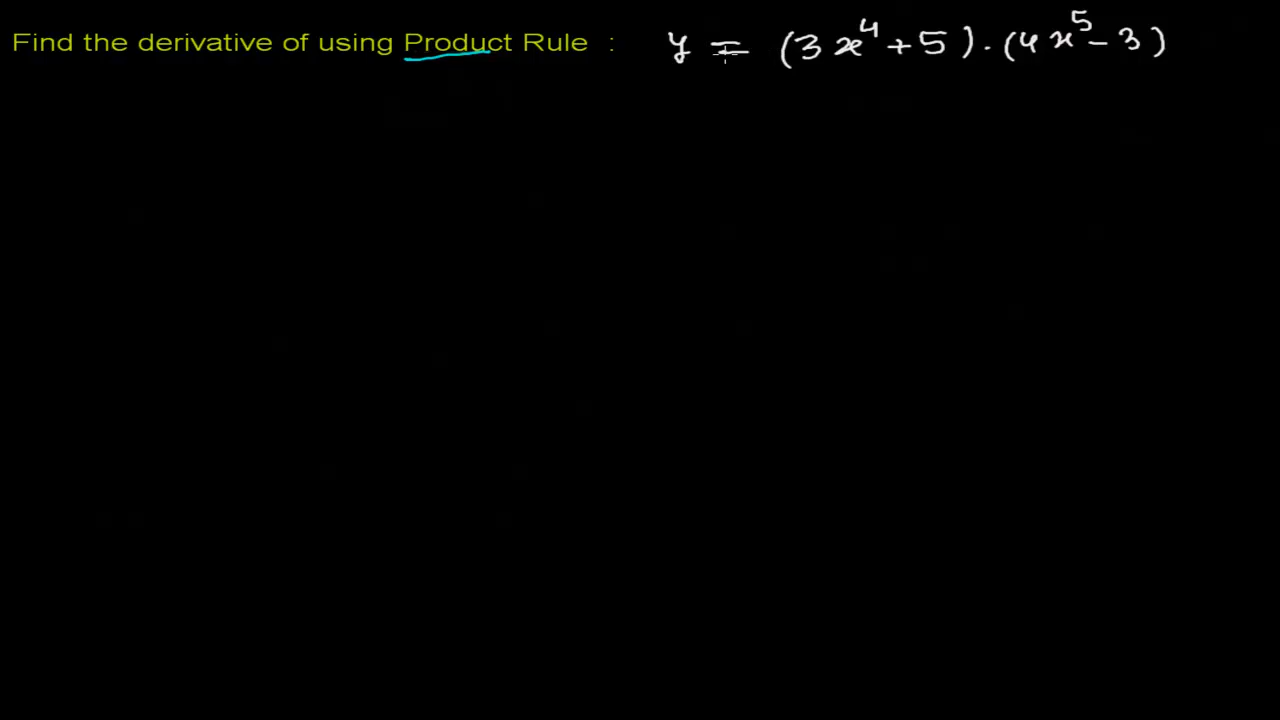 Find the derivative of using Product Rule : y = (3x⁴ + 5) . (4x⁵ - 3)